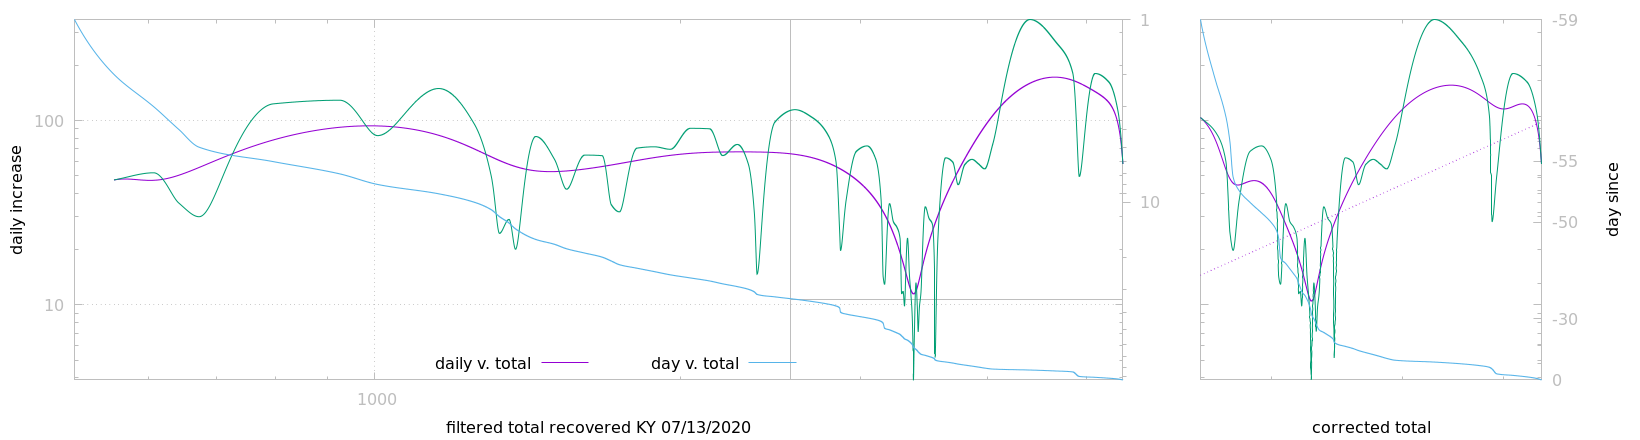 daily increase
100
10
1000
daily v. total
day v. total
filtered total recovered KY 07/13/2020
1
10
-59
-55
-50
-30
0
day since
corrected total